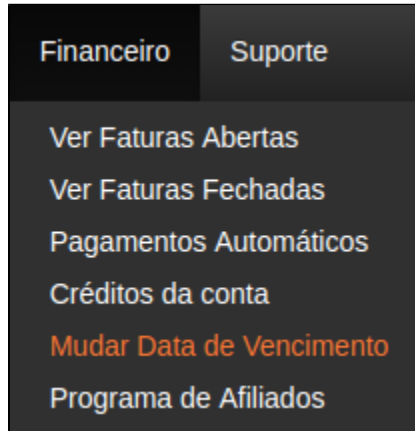 Financeiro Suporte
Ver Faturas Abertas
Ver Faturas Fechadas
Pagamentos Automáticos
Créditos da conta
Mudar Data de Vencimento
Programa de Afiliados